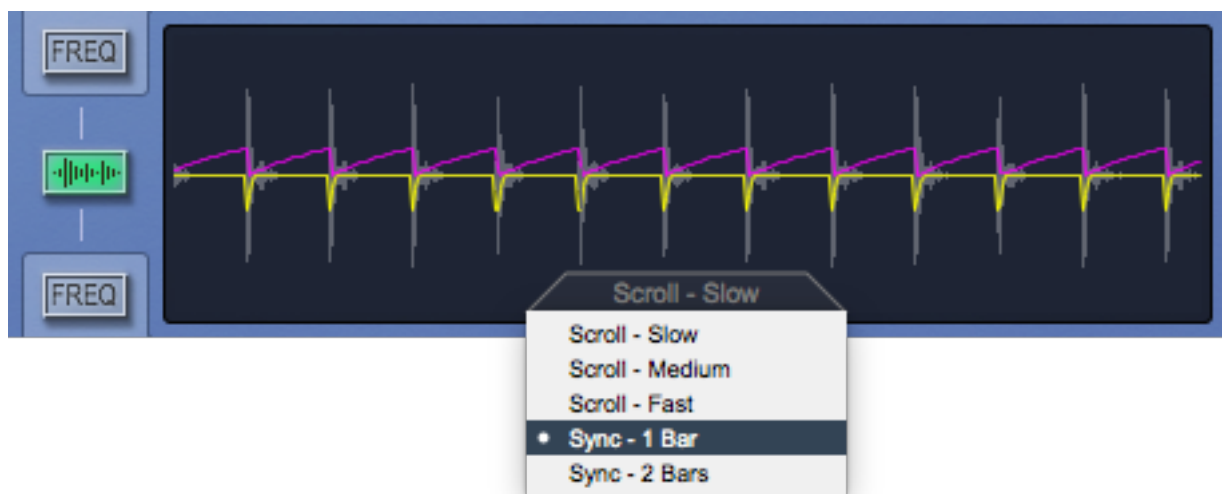 FREQ
FREQ
Scroll - Slow
Scroll - Slow
Scroll - Medium
Scroll - Fast
Sync - 1 Bar
Sync - 2 Bars